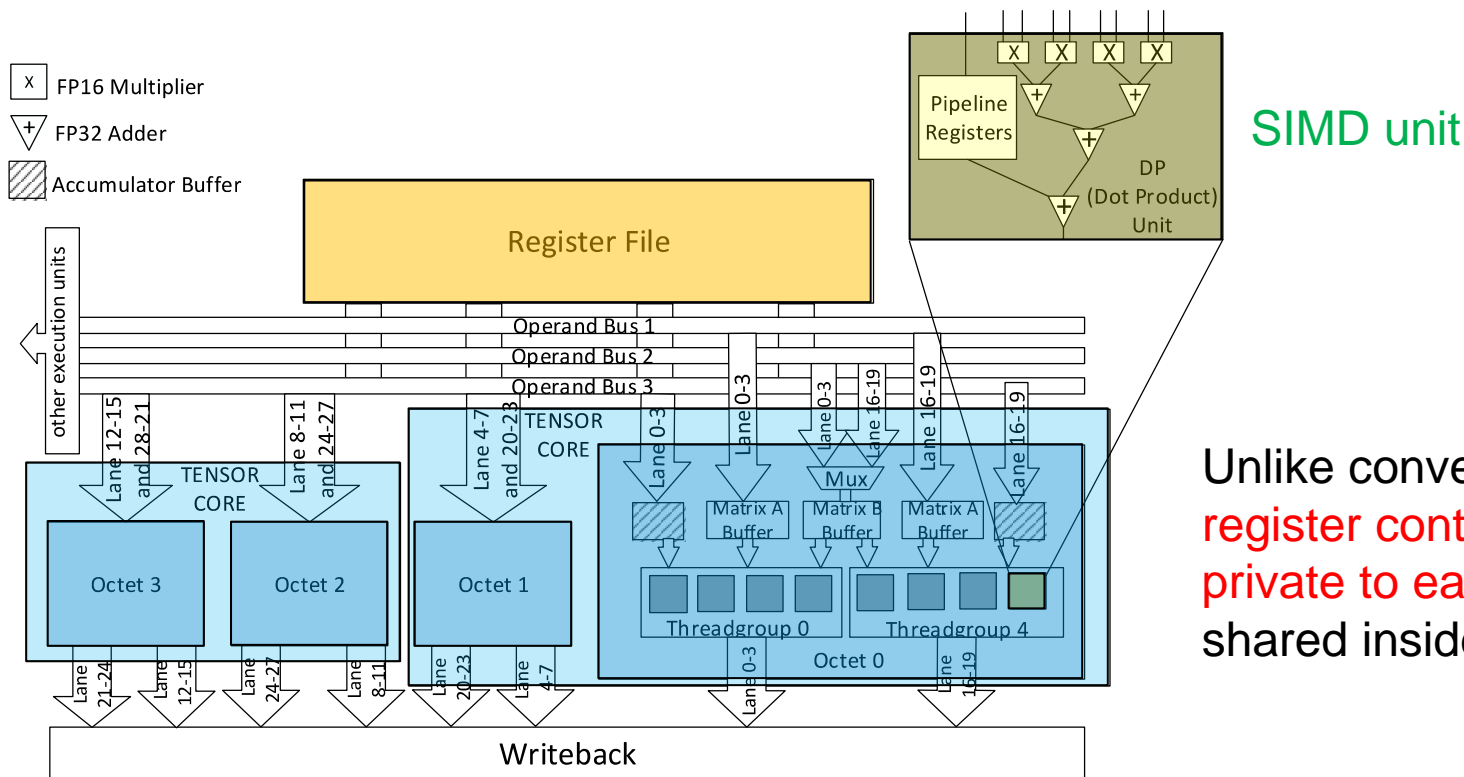 X FP16 Multiplier
+ FP32 Adder
Accumulator Buffer
X X X X
+ +
Pipeline
Registers
+
DP
(Dot Product)
Unit
+
SIMD unit
Register File
other execution units
Operand Bus 1
Operand Bus 2
Operand Bus 3
Lane 12-15
and 28-21
Lane 8-11
and 24-27
Lane 4-7
and 20-23
Lane 0-3
Lane 0-3
Lane 0-3
Lane 16-19
Lane 16-19
Lane 16-19
TENSOR
CORE
TENSOR
CORE
Mux
Matrix A
Buffer
Matrix B
Buffer
Matrix A
Buffer
Octet 3
Octet 2
Octet 1
Threadgroup 0
Threadgroup 4
Octet 0
Lane
21-24
Lane
12-15
Lane
24-27
Lane
8-11
Lane
20-23
Lane
4-7
Lane 0-3
Lane
16-19
Writeback
Unlike conve
register cont
private to ea
shared inside